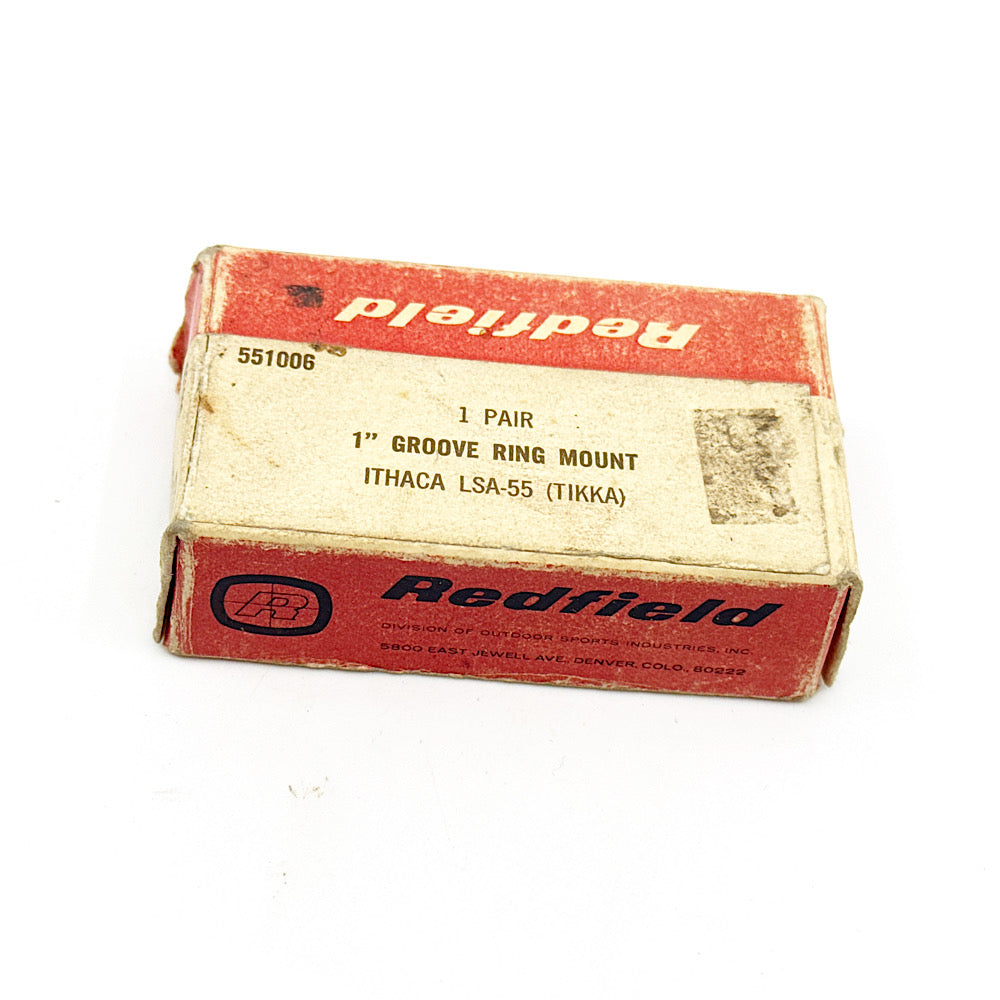 Redfield
551006
1 PAIR
1” GROOVE RING MOUNT
ITHACA LSA-55 (TIKKA)
R
Redfield
DIVISION OF OUTDOOR SPORTS INDUSTRIES, INC.
5800 EAST JEWELL AVE. DENVER, COLO., 80222